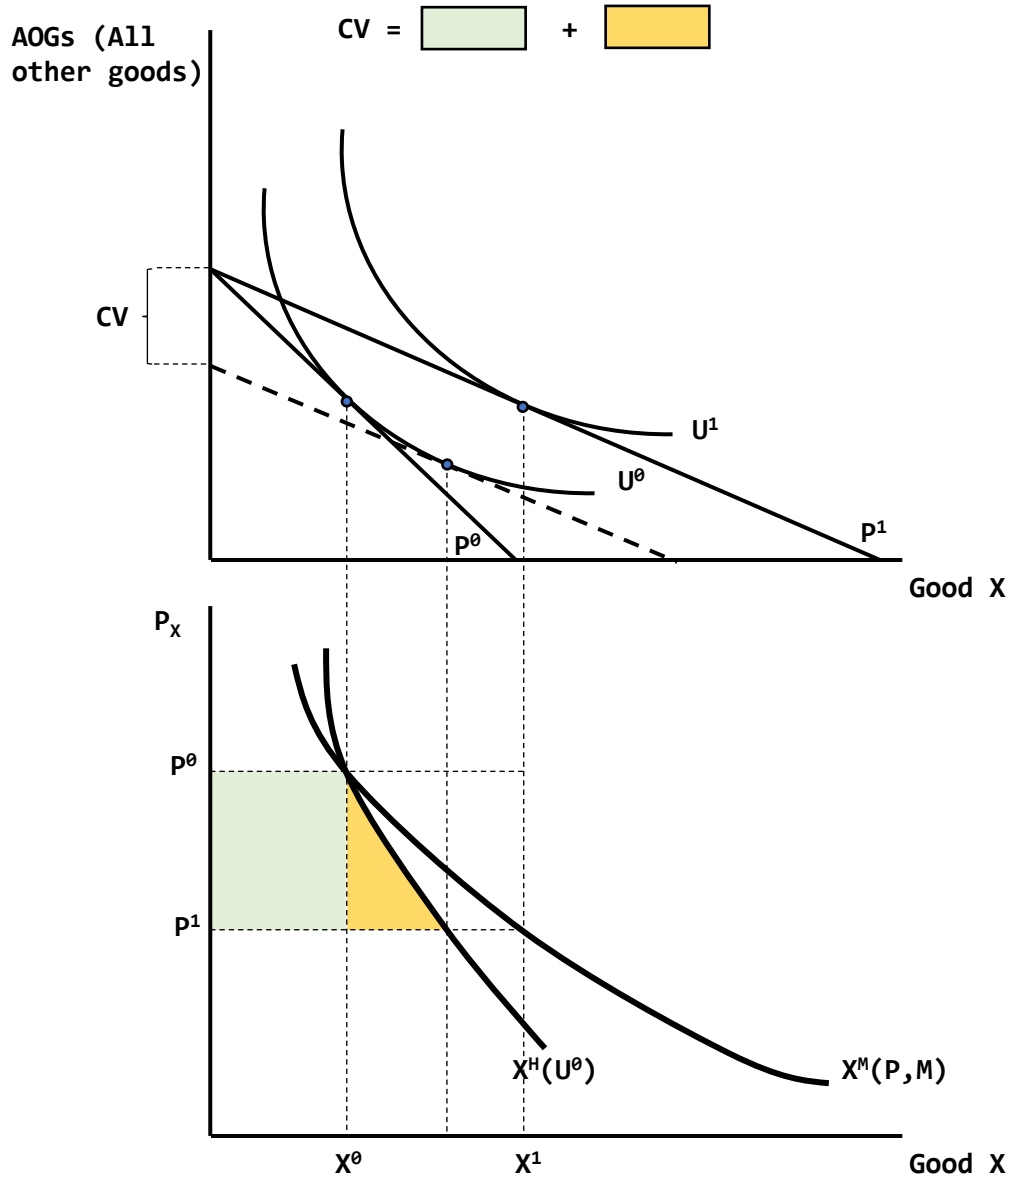 AOGs (All
other goods)
CV =
+
CV
U¹
U⁰
P⁰
P¹
Good X
Pₓ
P⁰
P¹
Xᴴ(U⁰)
Xᴹ(P,M)
X⁰
X¹
Good X